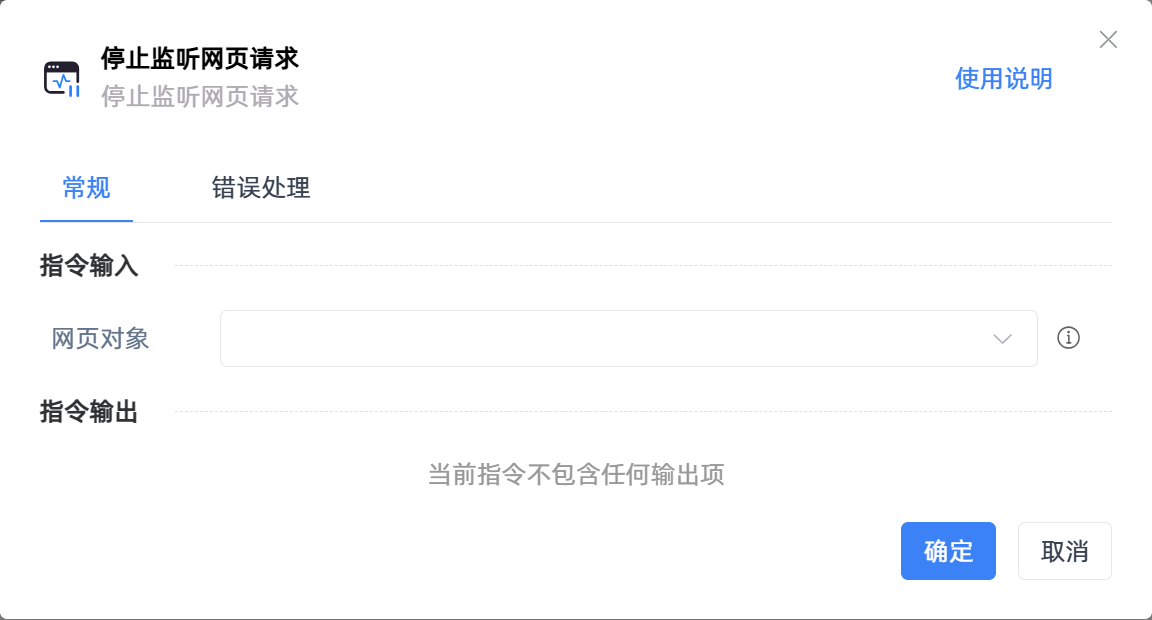 停止监听网页请求
停止监听网页请求
使用说明
常规
错误处理
指令输入
网页对象
指令输出
当前指令不包含任何输出项
确定
取消